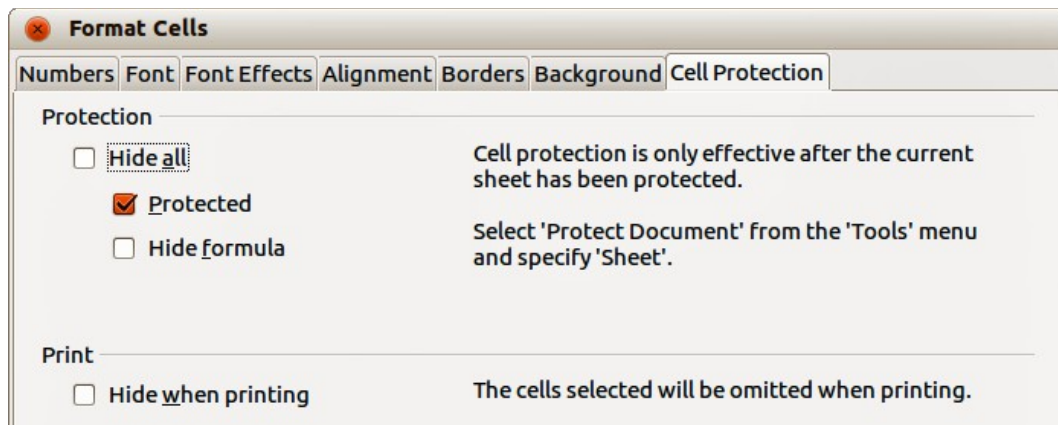 Format Cells
Numbers Font Font Effects Alignment Borders Background Cell Protection
Protection
Hide all
Cell protection is only effective after the current
sheet has been protected.
Protected
Hide formula
Select 'Protect Document' from the 'Tools' menu
and specify 'Sheet'.
Print
Hide when printing
The cells selected will be omitted when printing.